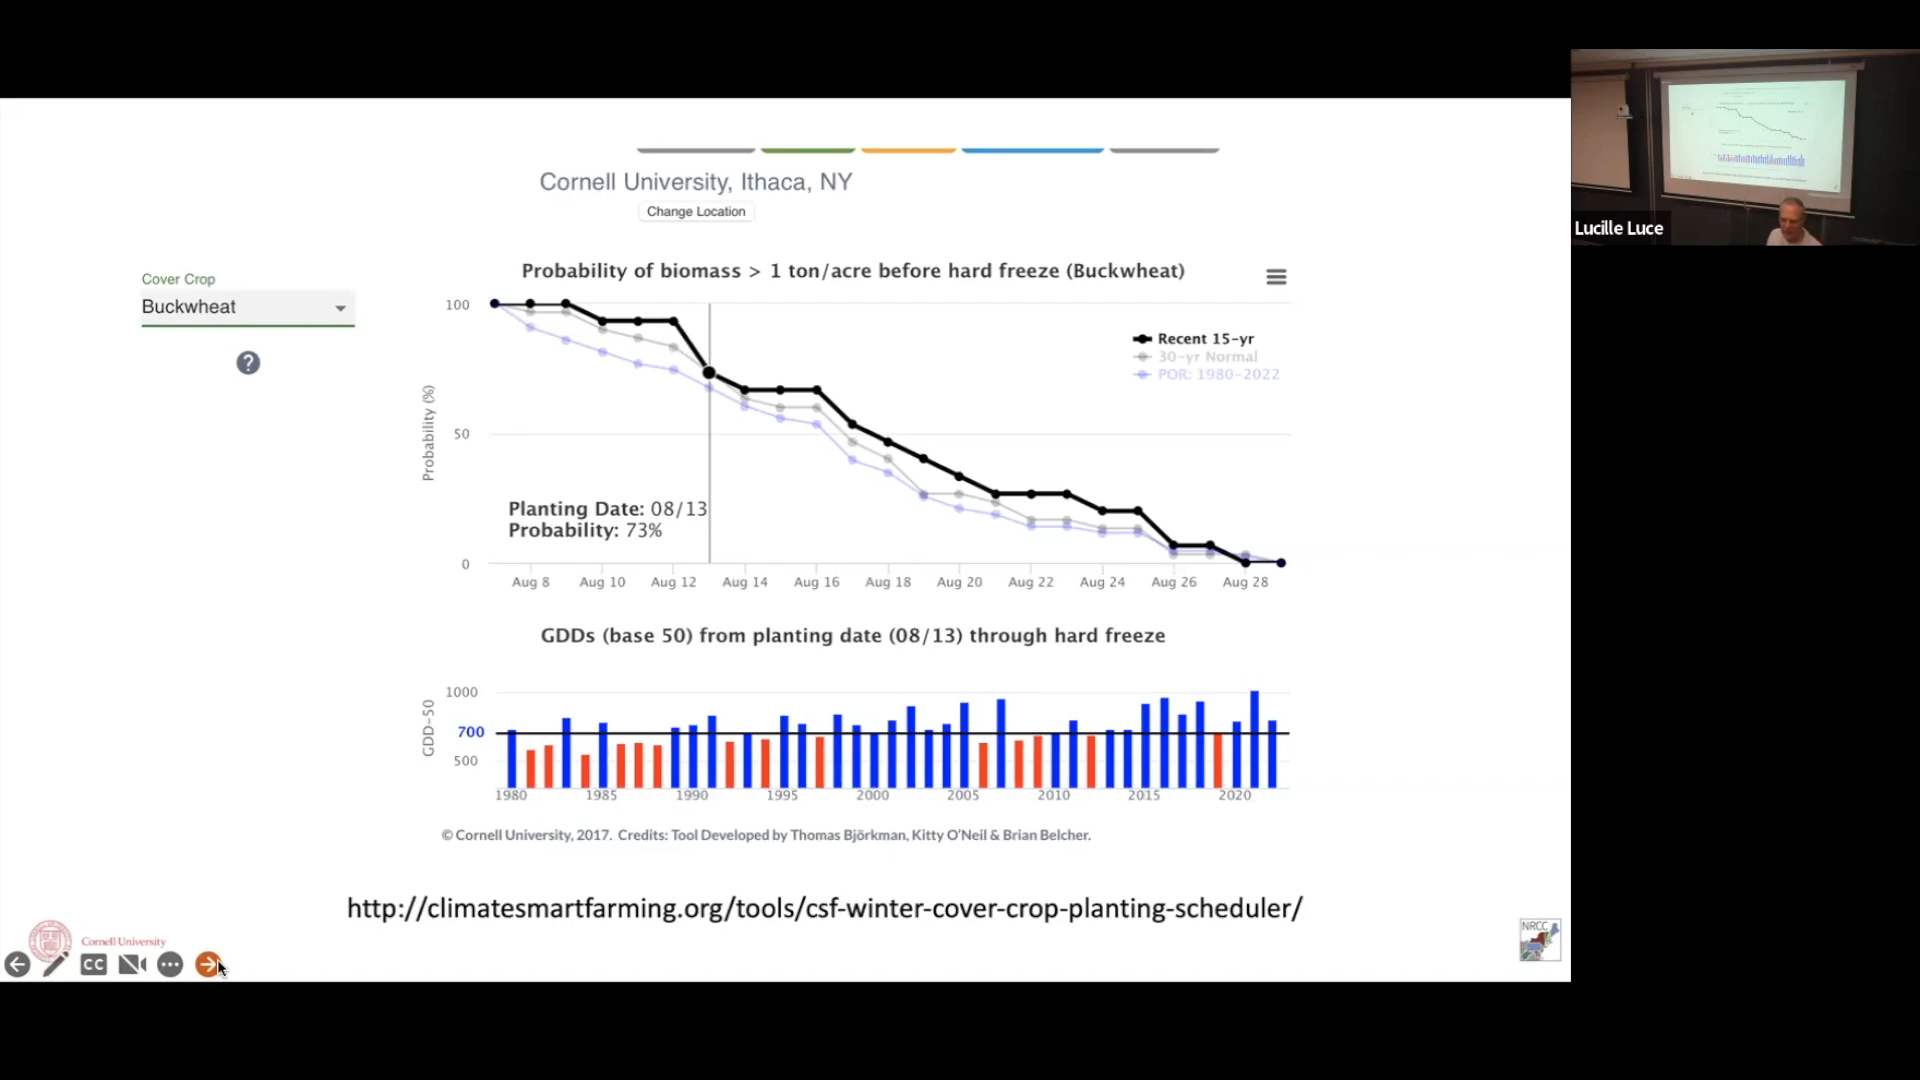 Cornell University, Ithaca, NY
Change Location
Cover Crop
Buckwheat
?
Probability of biomass > 1 ton/acre before hard freeze (Buckwheat)
Probability (%)
100
50
0
Recent 15-yr
30-yr Normal
POR: 1980-2022
Planting Date: 08/13
Probability: 73%
Aug 8 Aug 10 Aug 12 Aug 14 Aug 16 Aug 18 Aug 20 Aug 22 Aug 24 Aug 26 Aug 28
GDDs (base 50) from planting date (08/13) through hard freeze
GDD-50
1000
700
500
1980 1985 1990 1995 2000 2005 2010 2015 2020
© Cornell University, 2017. Credits: Tool Developed by Thomas Björkman, Kitty O'Neil & Brian Belcher.
http://climatesmartfarming.org/tools/csf-winter-cover-crop-planting-scheduler/
Cornell University
CC
NRCC
Lucille Luce